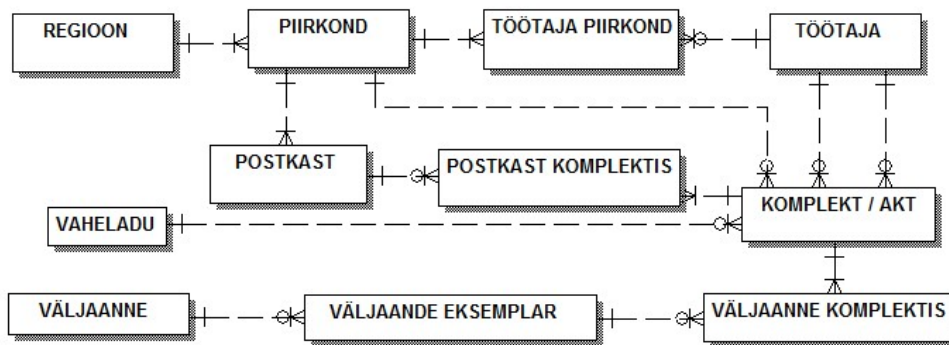 REGIOON
PIIRKOND
TÖÖTAJA PIIRKOND
TÖÖTAJA
POSTKAST
POSTKAST KOMPLEKTIS
KOMPLEKT / AKT
VAHELADU
VÄLJAANNE
VÄLJAANDE EKSEMPLAR
VÄLJAANNE KOMPLEKTIS